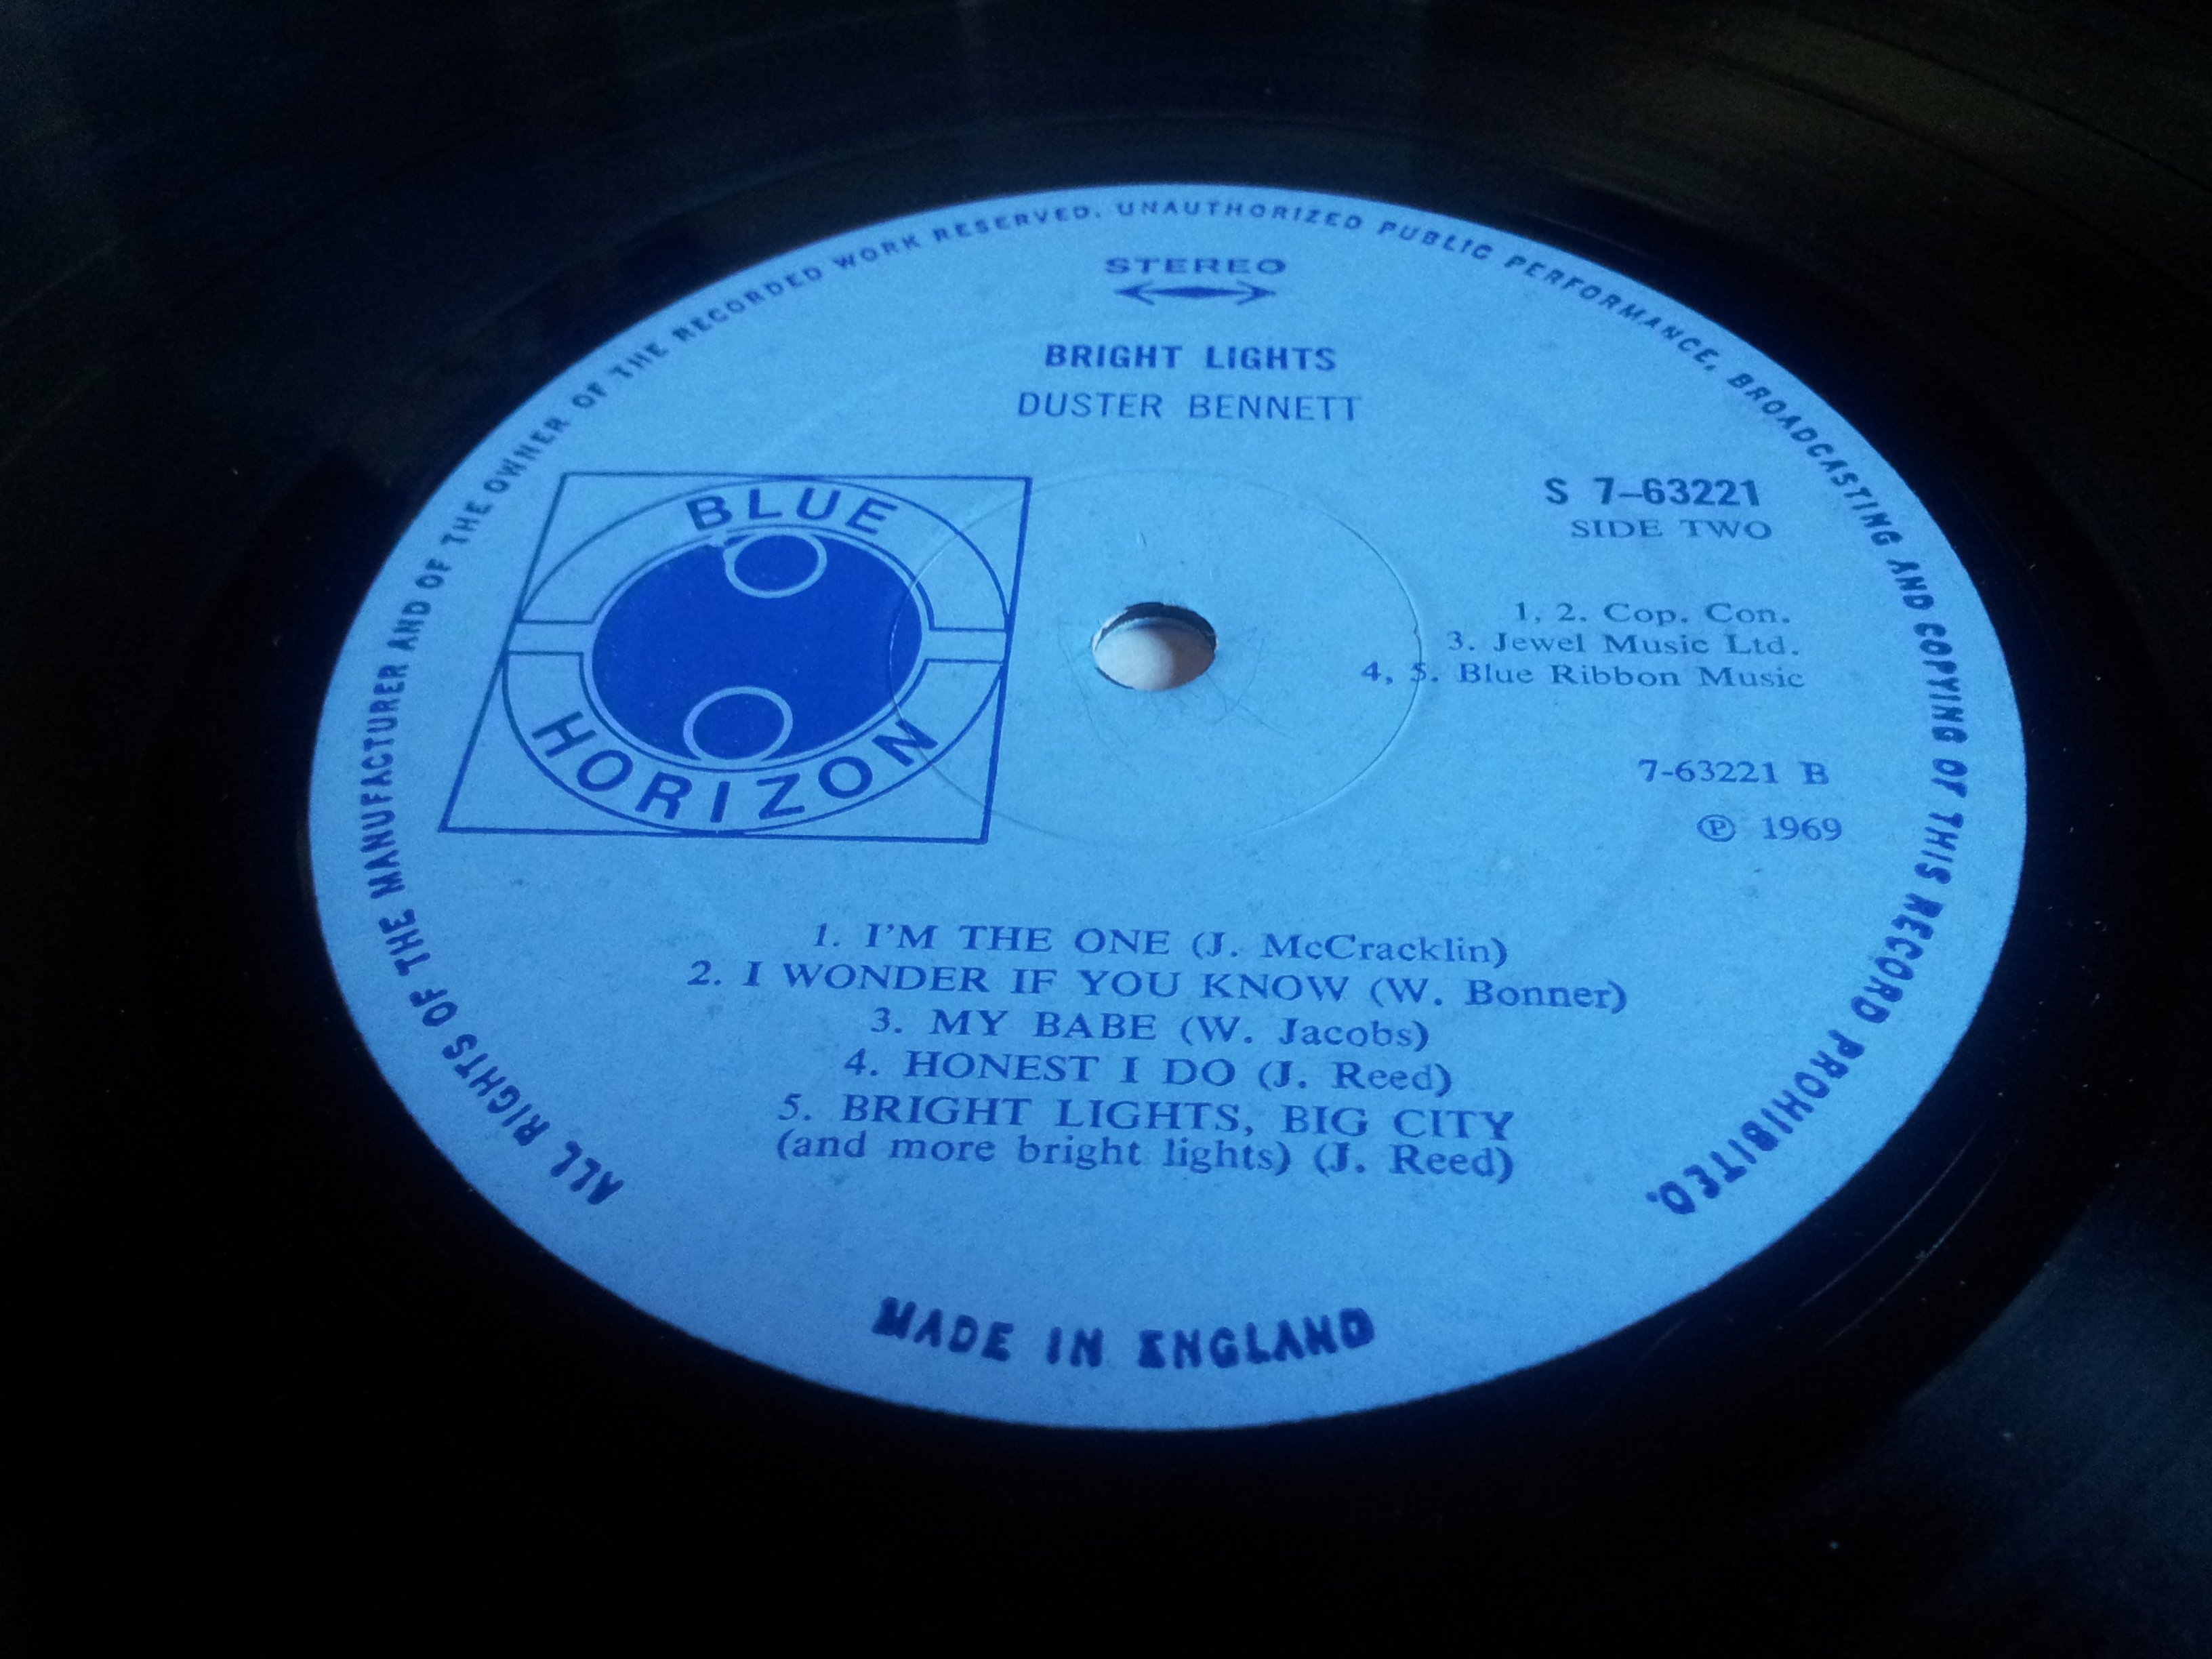 ALL RIGHTS OF THE MANUFACTURER AND OF THE OWNER OF THE RECORDED WORK RESERVED. UNAUTHORIZED PUBLIC PERFORMANCE, BROADCASTING AND COPYING OF THIS RECORD PROHIBITED.
STEREO
BRIGHT LIGHTS
DUSTER BENNETT
BLUE
HORIZON
S 7-63221
SIDE TWO
1, 2. Cop. Con.
3. Jewel Music Ltd.
4, 5. Blue Ribbon Music
7-63221 B
Ⓟ 1969
1. I'M THE ONE (J. McCracklin)
2. I WONDER IF YOU KNOW (W. Bonner)
3. MY BABE (W. Jacobs)
4. HONEST I DO (J. Reed)
5. BRIGHT LIGHTS, BIG CITY
(and more bright lights) (J. Reed)
MADE IN ENGLAND